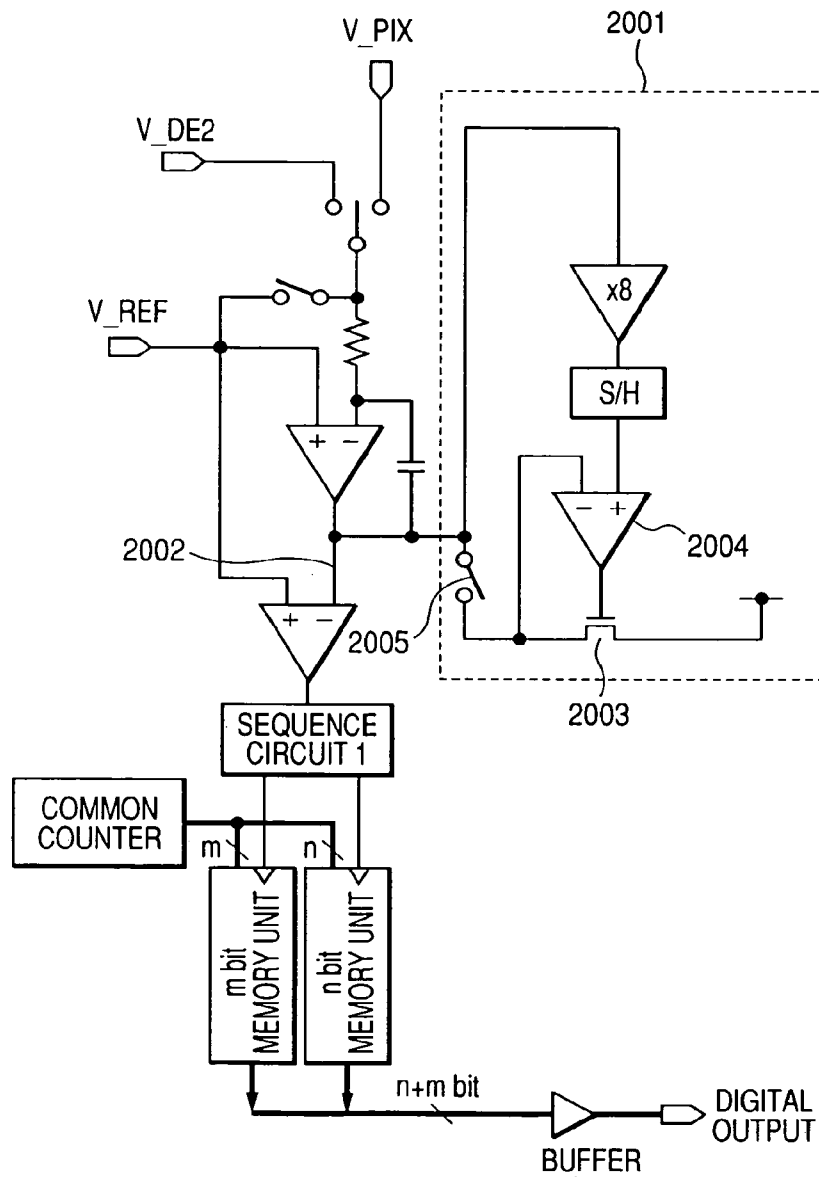 2001
V_PIX
V_DE2
x8
V_REF
S/H
+ −
− +
2004
2002
+ −
2005
2003
SEQUENCE
CIRCUIT 1
COMMON
COUNTER
m
n
m bit
MEMORY UNIT
n bit
MEMORY UNIT
n+m bit
DIGITAL
OUTPUT
BUFFER